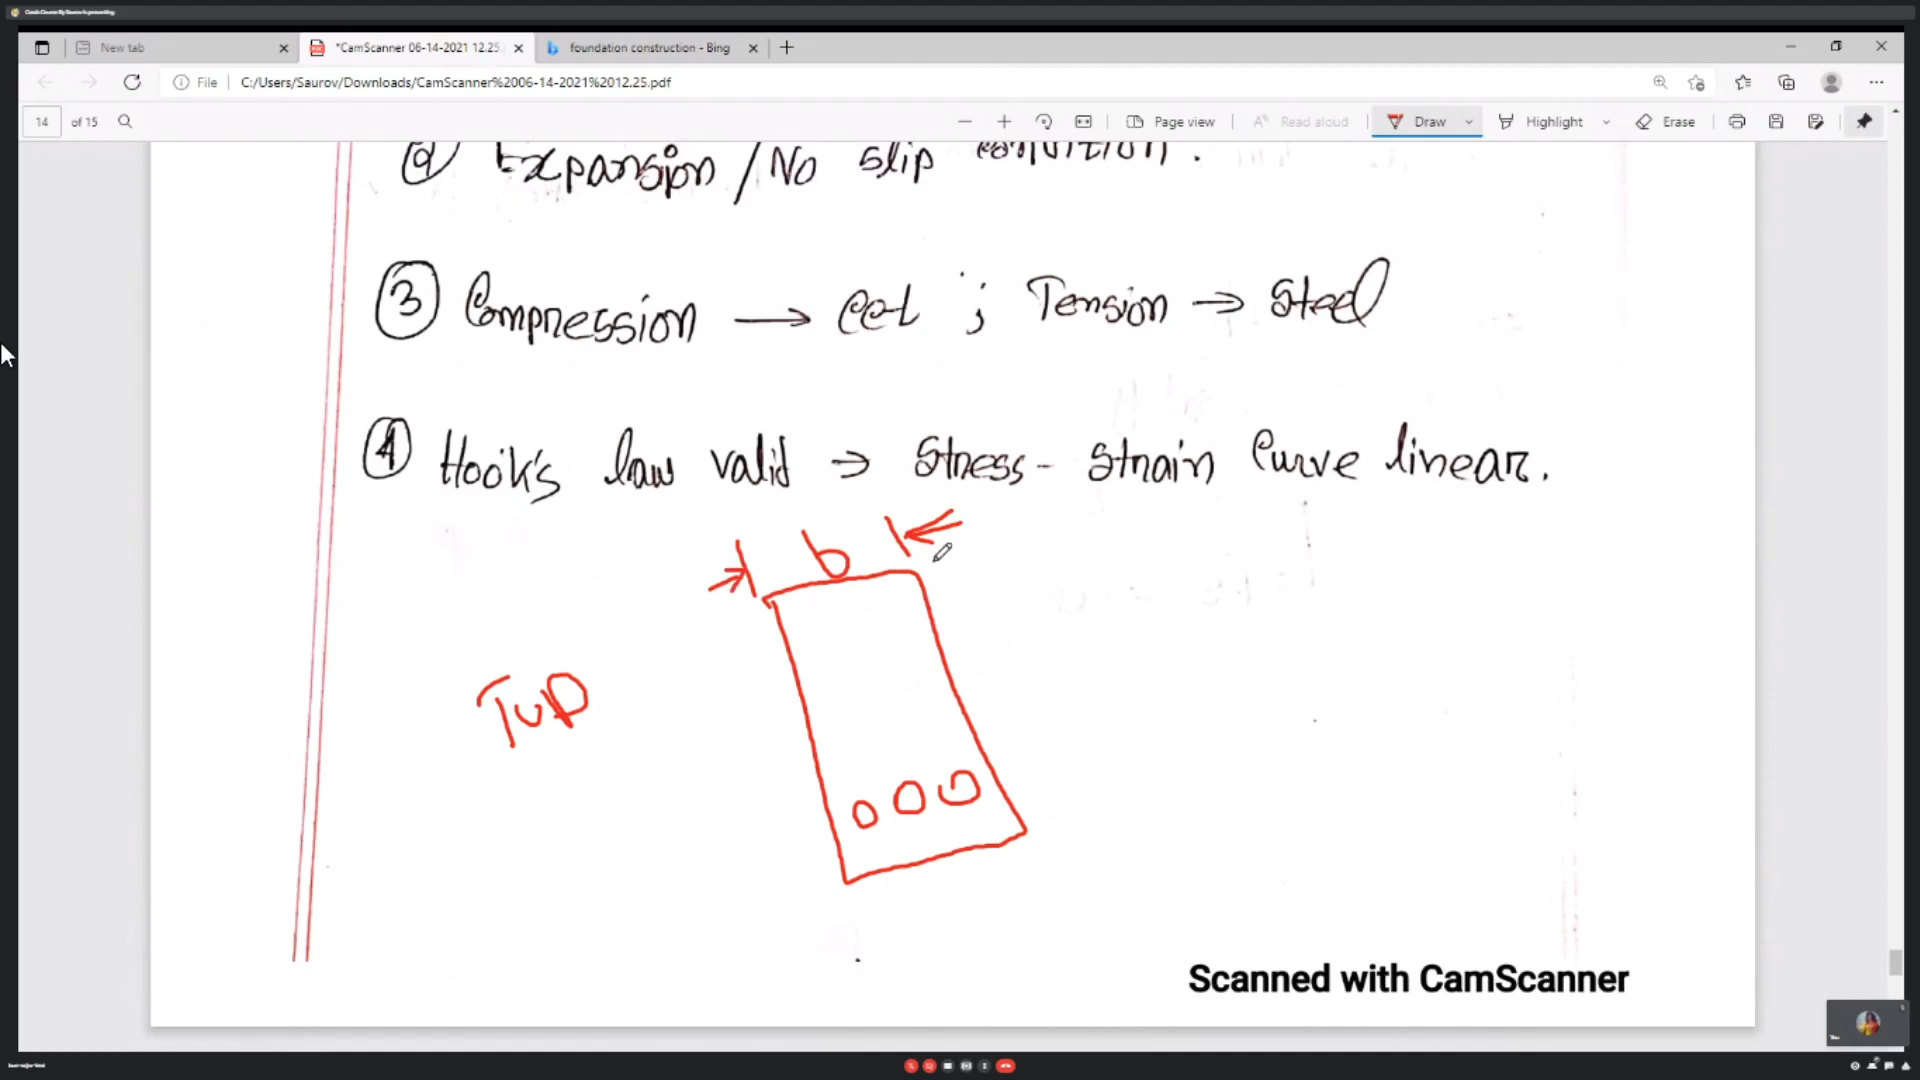 New tab
*CamScanner 06-14-2021 12.25.
foundation construction - Bing
File
C:/Users/Saurov/Downloads/CamScanner%2006-14-2021%2012.25.pdf
14 of 15
Page view
Read aloud
Draw
Highlight
Erase
② Expansion / No slip condition .
③ Compression → ; Tension → Steel
④ Hook's law valid → Stress - Strain Curve linear.
b
Scanned with CamScanner